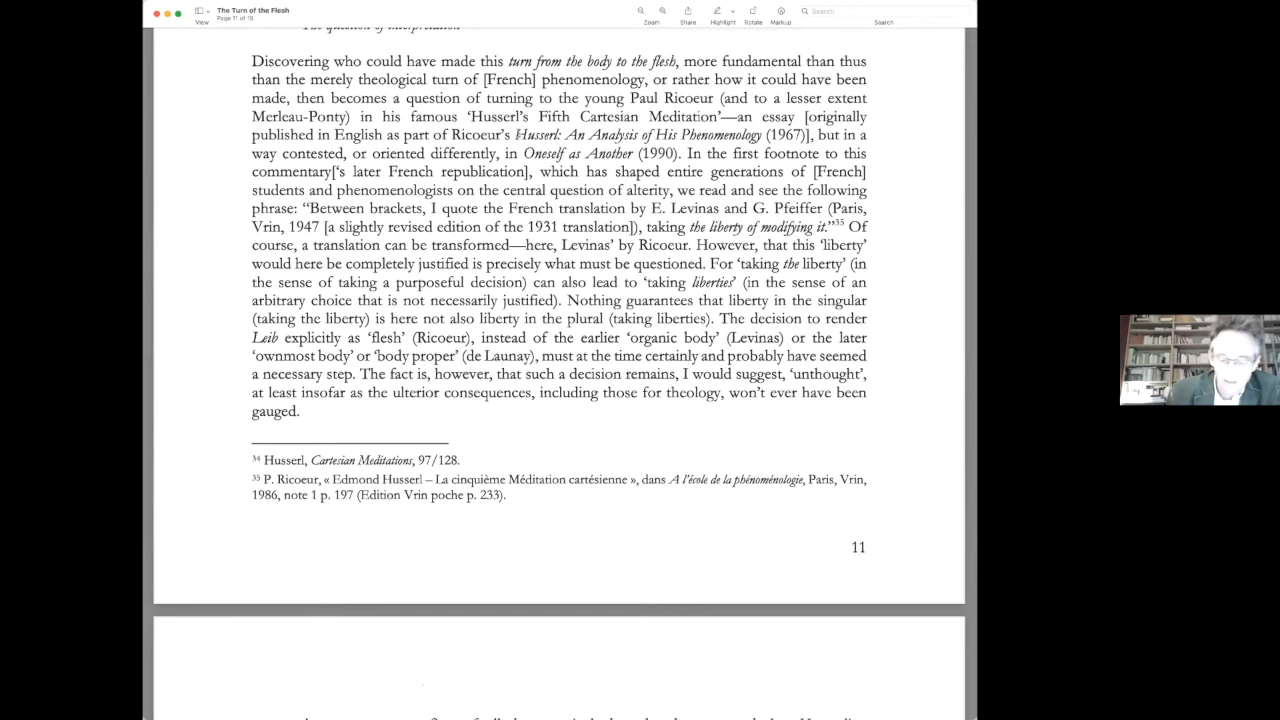 The Turn of the Flesh
Page 11 of 15
View
Zoom
Share
Highlight
Rotate
Markup
Search
Search
The question of interpretation
Discovering who could have made this turn from the body to the flesh, more fundamental than thus
than the merely theological turn of [French] phenomenology, or rather how it could have been
made, then becomes a question of turning to the young Paul Ricoeur (and to a lesser extent
Merleau-Ponty) in his famous ‘Husserl’s Fifth Cartesian Meditation’—an essay [originally
published in English as part of Ricoeur’s Husserl: An Analysis of His Phenomenology (1967)], but in a
way contested, or oriented differently, in Oneself as Another (1990). In the first footnote to this
commentary[‘s later French republication], which has shaped entire generations of [French]
students and phenomenologists on the central question of alterity, we read and see the following
phrase: “Between brackets, I quote the French translation by E. Levinas and G. Pfeiffer (Paris,
Vrin, 1947 [a slightly revised edition of the 1931 translation]), taking the liberty of modifying it.”35 Of
course, a translation can be transformed—here, Levinas’ by Ricoeur. However, that this ‘liberty’
would here be completely justified is precisely what must be questioned. For ‘taking the liberty’ (in
the sense of taking a purposeful decision) can also lead to ‘taking liberties’ (in the sense of an
arbitrary choice that is not necessarily justified). Nothing guarantees that liberty in the singular
(taking the liberty) is here not also liberty in the plural (taking liberties). The decision to render
Leib explicitly as ‘flesh’ (Ricoeur), instead of the earlier ‘organic body’ (Levinas) or the later
‘ownmost body’ or ‘body proper’ (de Launay), must at the time certainly and probably have seemed
a necessary step. The fact is, however, that such a decision remains, I would suggest, ‘unthought’,
at least insofar as the ulterior consequences, including those for theology, won’t ever have been
gauged.
34 Husserl, Cartesian Meditations, 97/128.
35 P. Ricoeur, « Edmond Husserl – La cinquième Méditation cartésienne », dans A l’école de la phénoménologie, Paris, Vrin,
1986, note 1 p. 197 (Edition Vrin poche p. 233).
11